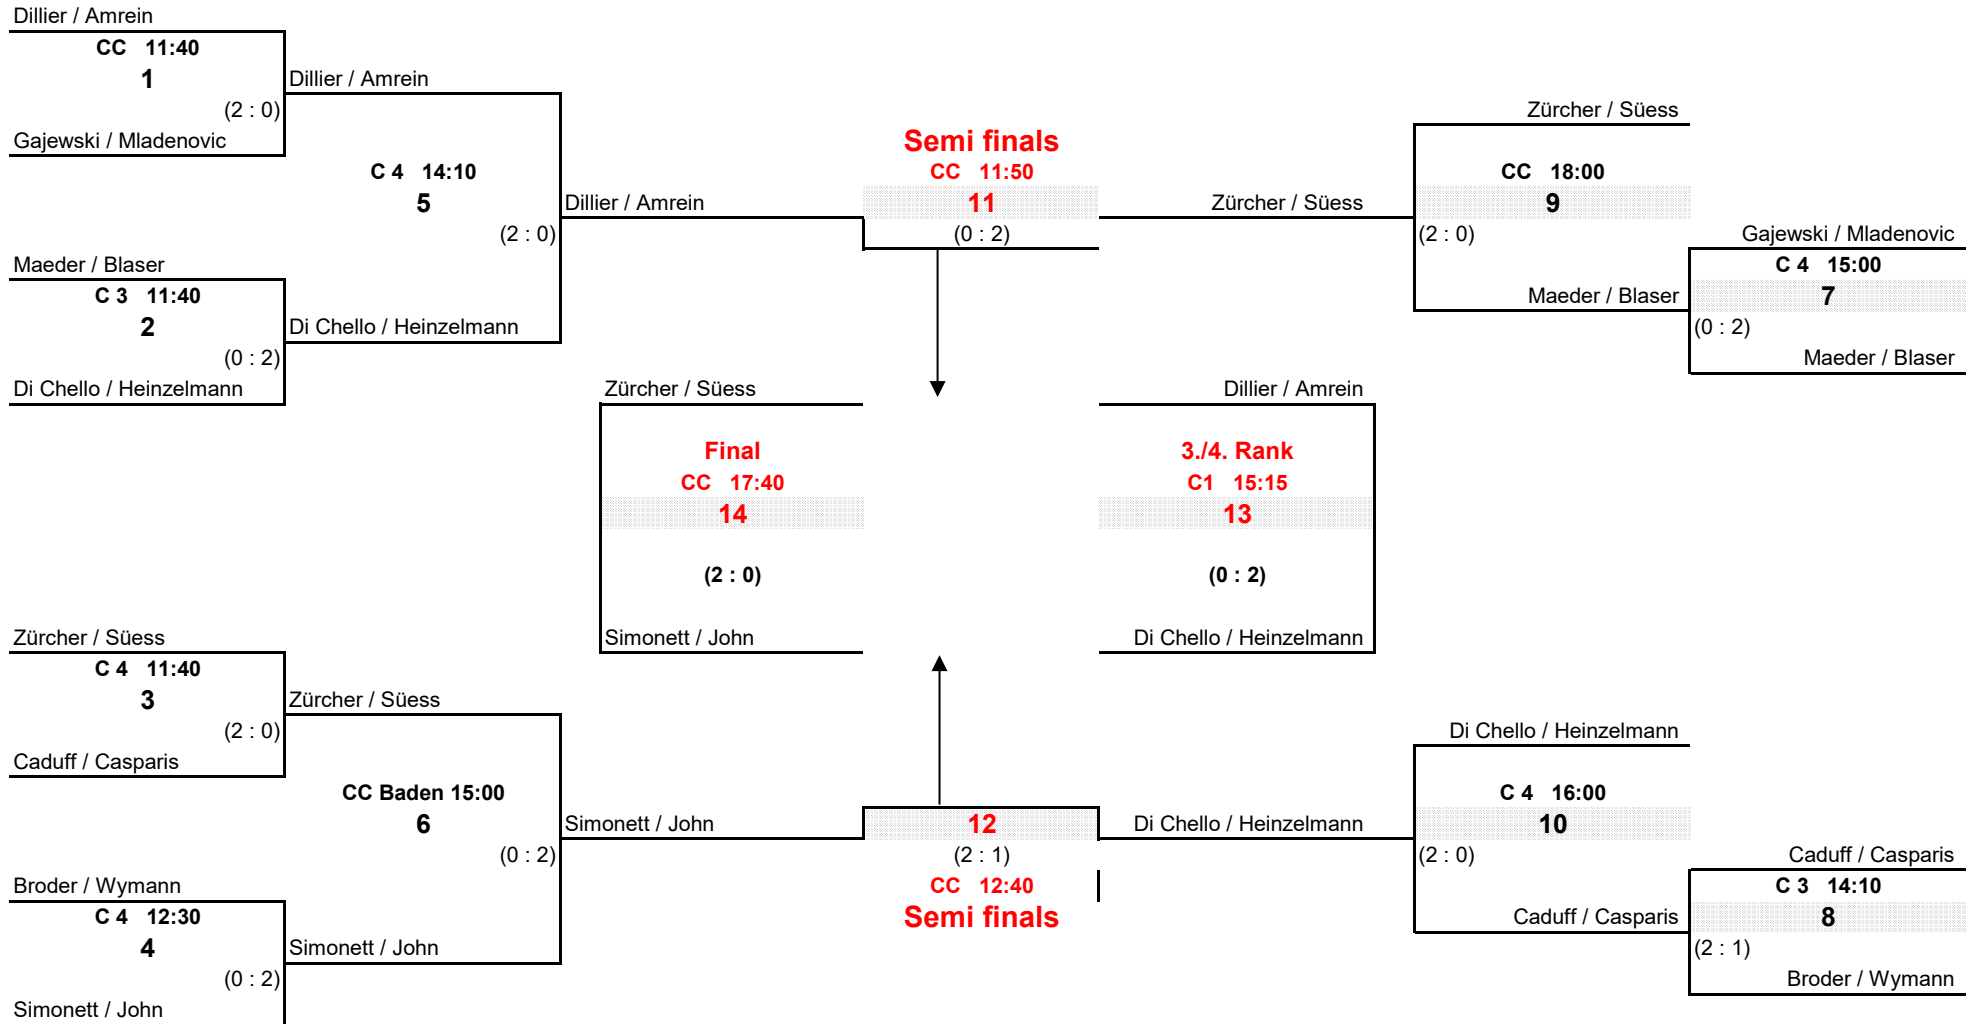 Dillier / Amrein
CC 11:40
1
Dillier / Amrein
(2 : 0)
Gajewski / Mladenovic
C 4 14:10
5
Dillier / Amrein
(2 : 0)
Maeder / Blaser
C 3 11:40
2
Di Chello / Heinzelmann
(0 : 2)
Di Chello / Heinzelmann
Semi finals
CC 11:50
11
(0 : 2)
Zürcher / Süess
Zürcher / Süess
CC 18:00
9
(2 : 0)
Maeder / Blaser
Gajewski / Mladenovic
C 4 15:00
7
(0 : 2)
Maeder / Blaser
Zürcher / Süess
Final
CC 17:40
14
(2 : 0)
Simonett / John
Dillier / Amrein
3./4. Rank
C1 15:15
13
(0 : 2)
Di Chello / Heinzelmann
Zürcher / Süess
C 4 11:40
3
Zürcher / Süess
(2 : 0)
Caduff / Casparis
CC Baden 15:00
6
Simonett / John
(0 : 2)
Broder / Wymann
C 4 12:30
4
Simonett / John
(0 : 2)
Simonett / John
12
(2 : 1)
CC 12:40
Semi finals
Di Chello / Heinzelmann
Di Chello / Heinzelmann
C 4 16:00
10
(2 : 0)
Caduff / Casparis
Caduff / Casparis
C 3 14:10
8
(2 : 1)
Broder / Wymann